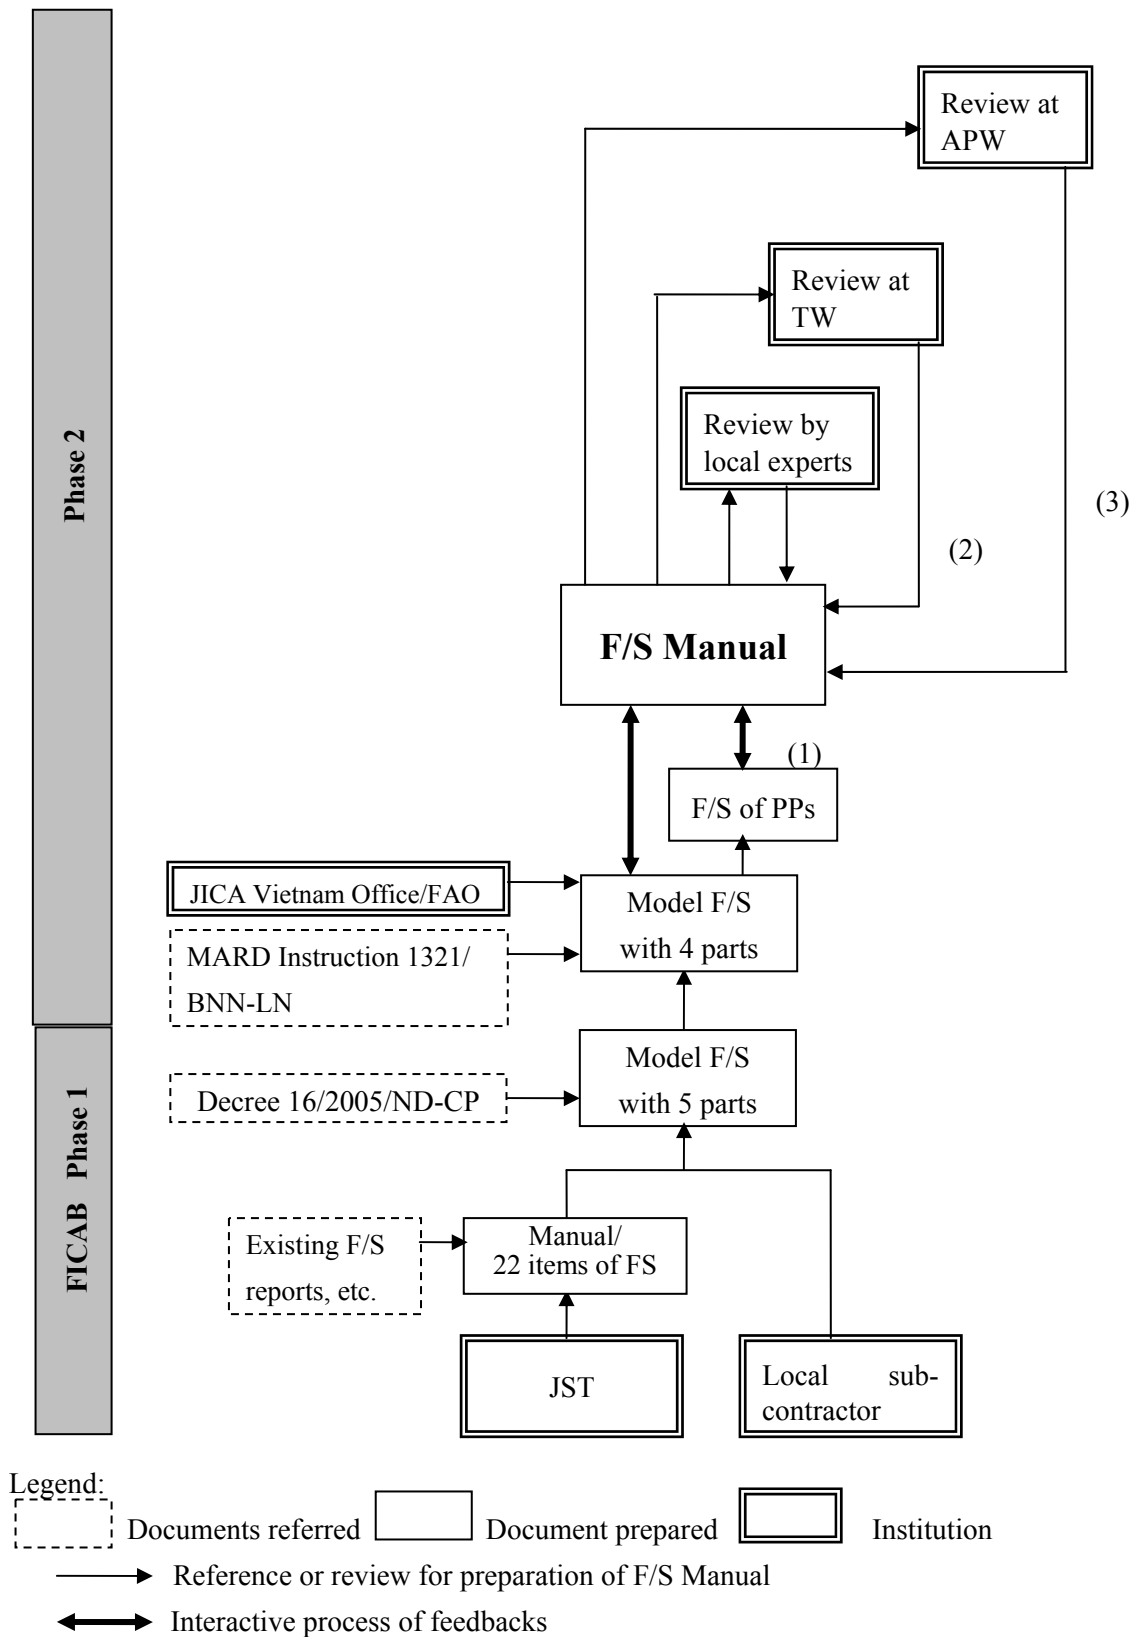 Review at
APW
Review at
TW
Review by
local experts
Phase 2
(3)
(2)
F/S Manual
(1)
F/S of PPs
JICA Vietnam Office/FAO
Model F/S
with 4 parts
MARD Instruction 1321/
BNN-LN
Model F/S
with 5 parts
Decree 16/2005/ND-CP
FICAB Phase 1
Manual/
22 items of FS
Existing F/S
reports, etc.
JST
Local sub-
contractor
Legend:
Documents referred
Document prepared
Institution
Reference or review for preparation of F/S Manual
Interactive process of feedbacks